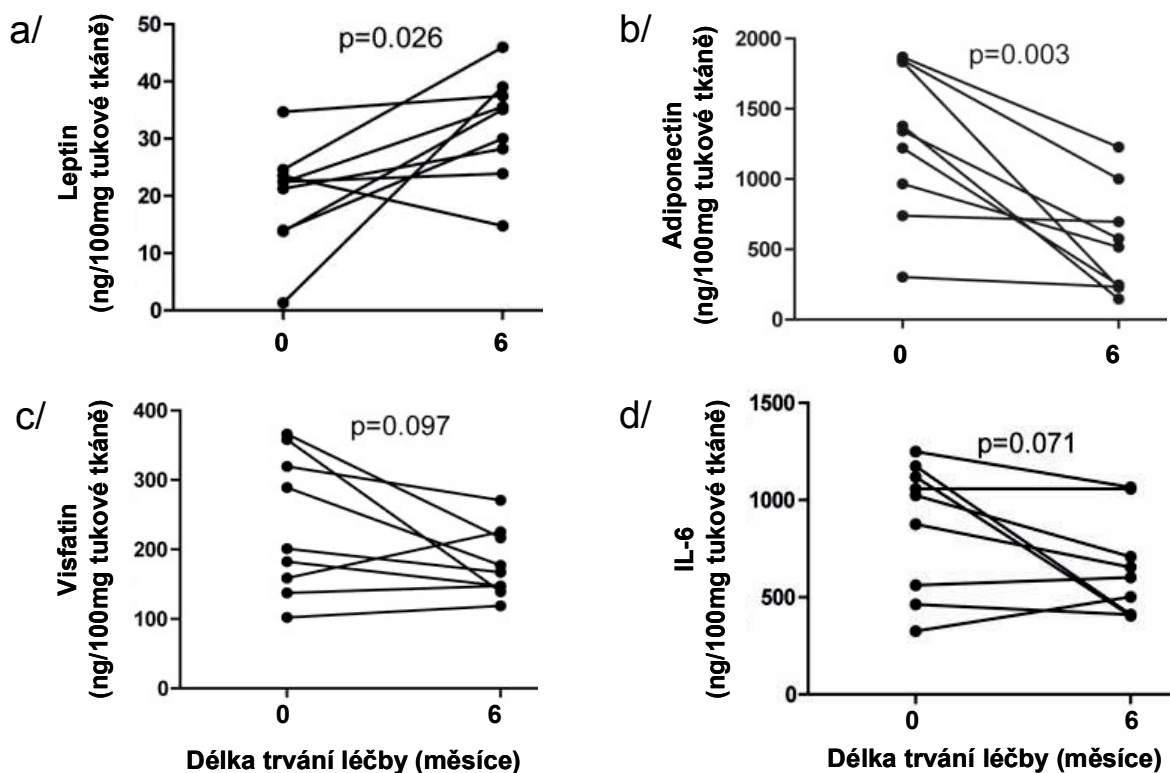 a/
Leptin
(ng/100mg tukové tkáně)
50
40
30
20
10
0
p=0.026
0
6
b/
Adiponectin
(ng/100mg tukové tkáně)
2000
1500
1000
500
0
p=0.003
0
6
c/
Visfatin
(ng/100mg tukové tkáně)
400
300
200
100
0
p=0.097
0
6
Délka trvání léčby (měsíce)
d/
IL-6
(ng/100mg tukové tkáně)
1500
1000
500
0
p=0.071
0
6
Délka trvání léčby (měsíce)